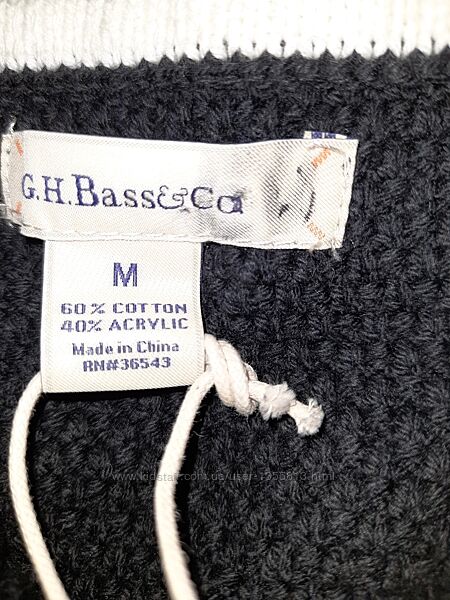 G.H.Bass&Co
M
60% COTTON
40% ACRYLIC
Made in China
RN#36543